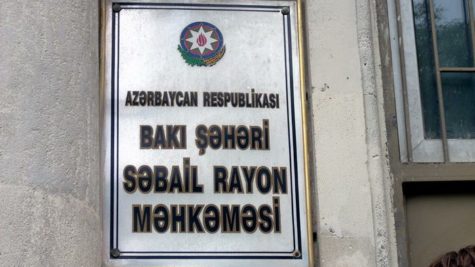 AZƏRBAYCAN RESPUBLİKASI
BAKI ŞƏHƏRİ
SƏBAİL RAYON
MƏHKƏMƏSİ